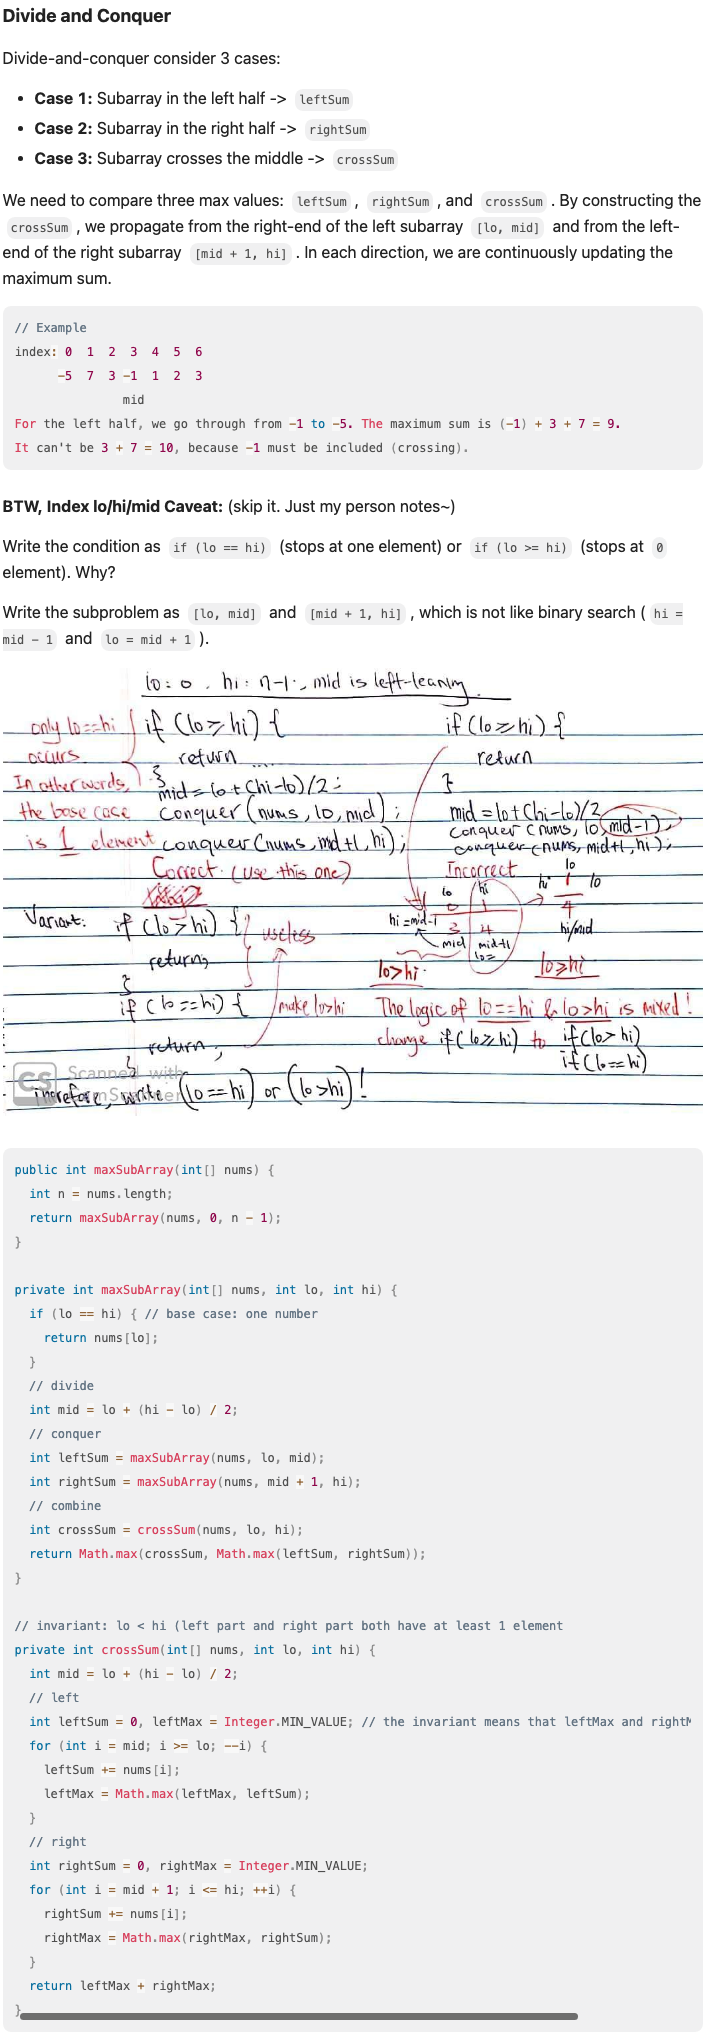 Divide and Conquer
Divide-and-conquer consider 3 cases:
• Case 1: Subarray in the left half -> leftSum
• Case 2: Subarray in the right half -> rightSum
• Case 3: Subarray crosses the middle -> crossSum
We need to compare three max values: leftSum , rightSum , and crossSum . By constructing the
crossSum , we propagate from the right-end of the left subarray [lo, mid] and from the left-
end of the right subarray [mid + 1, hi] . In each direction, we are continuously updating the
maximum sum.
// Example
index: 0 1 2 3 4 5 6
-5 7 3 -1 1 2 3
mid
For the left half, we go through from -1 to -5. The maximum sum is (-1) + 3 + 7 = 9.
It can't be 3 + 7 = 10, because -1 must be included (crossing).
BTW, Index lo/hi/mid Caveat: (skip it. Just my person notes~)
Write the condition as if (lo == hi) (stops at one element) or if (lo >= hi) (stops at 0
element). Why?
Write the subproblem as [lo, mid] and [mid + 1, hi] , which is not like binary search ( hi =
mid - 1 and lo = mid + 1 ).
lo: 0 . hi: n-1. , mid is left-leaning.
only lo==hi
occurs.
In other words,
the base case
is 1 element
if (lo >= hi) {
return ....
}
mid = lo + (hi-lo)/2;
conquer (nums, lo, mid);
conquer (nums, mid+1, hi);
Correct. (use this one)
if (lo >= hi) {
return
}
mid = lo + (hi-lo)/2
conquer (nums, lo, mid-1);
conquer (nums, mid+1, hi);
Incorrect
lo hi
0 1
3 4
hi = mid-1
mid
mid+1
lo=
lo
hi 1 lo
4
hi/mid
lo>hi
lo>hi
Variant: if (lo > hi) {
return;
}
useless
if (lo == hi) {
return;
}
make lo>hi
The logic of lo==hi & lo>hi is mixed!
change if (lo >= hi) to if (lo > hi)
if (lo == hi)
CS Scanned with
CamScanner
Therefore, write (lo == hi) or (lo > hi) !
public int maxSubArray(int[] nums) {
int n = nums.length;
return maxSubArray(nums, 0, n - 1);
}
private int maxSubArray(int[] nums, int lo, int hi) {
if (lo == hi) { // base case: one number
return nums[lo];
}
// divide
int mid = lo + (hi - lo) / 2;
// conquer
int leftSum = maxSubArray(nums, lo, mid);
int rightSum = maxSubArray(nums, mid + 1, hi);
// combine
int crossSum = crossSum(nums, lo, hi);
return Math.max(crossSum, Math.max(leftSum, rightSum));
}
// invariant: lo < hi (left part and right part both have at least 1 element
private int crossSum(int[] nums, int lo, int hi) {
int mid = lo + (hi - lo) / 2;
// left
int leftSum = 0, leftMax = Integer.MIN_VALUE; // the invariant means that leftMax and rightM
for (int i = mid; i >= lo; --i) {
leftSum += nums[i];
leftMax = Math.max(leftMax, leftSum);
}
// right
int rightSum = 0, rightMax = Integer.MIN_VALUE;
for (int i = mid + 1; i <= hi; ++i) {
rightSum += nums[i];
rightMax = Math.max(rightMax, rightSum);
}
return leftMax + rightMax;
}